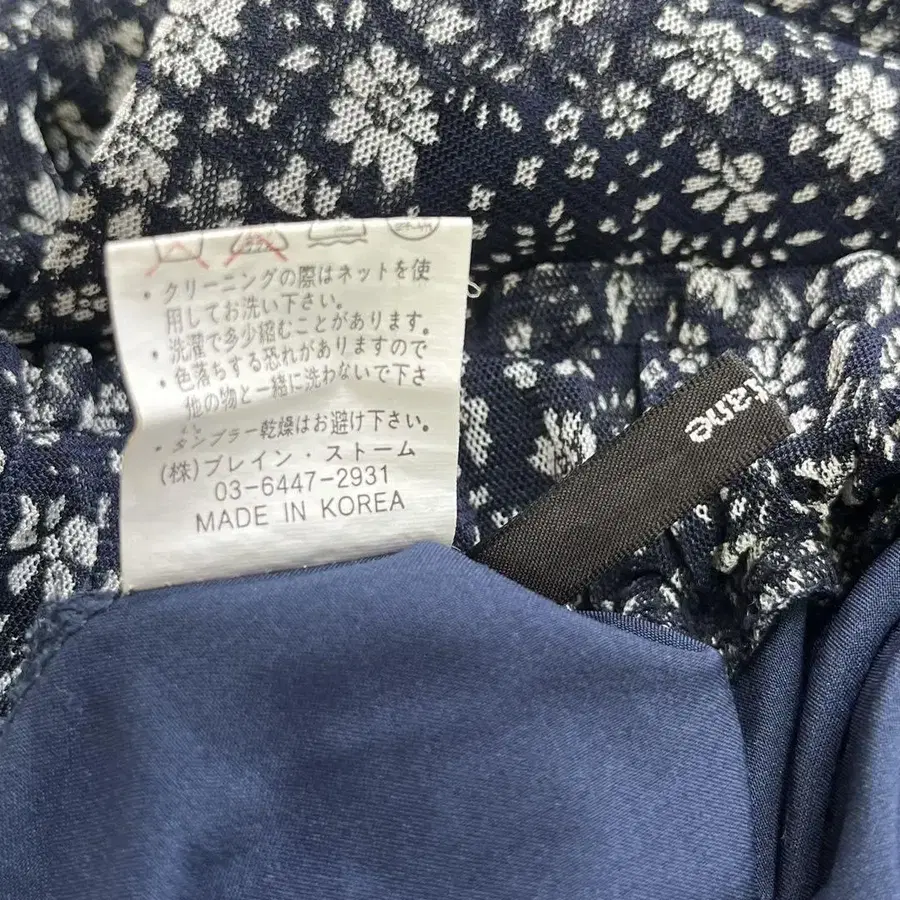 ・クリーニングの際はネットを使
用してお洗い下さい。
・洗濯で多少縮むことがあります。
・色落ちする恐れがありますので
他の物と一緒に洗わないで下さ
い。
・タンブラー乾燥はお避け下さい。
(株)ブレイン・ストーム
03-6447-2931
MADE IN KOREA